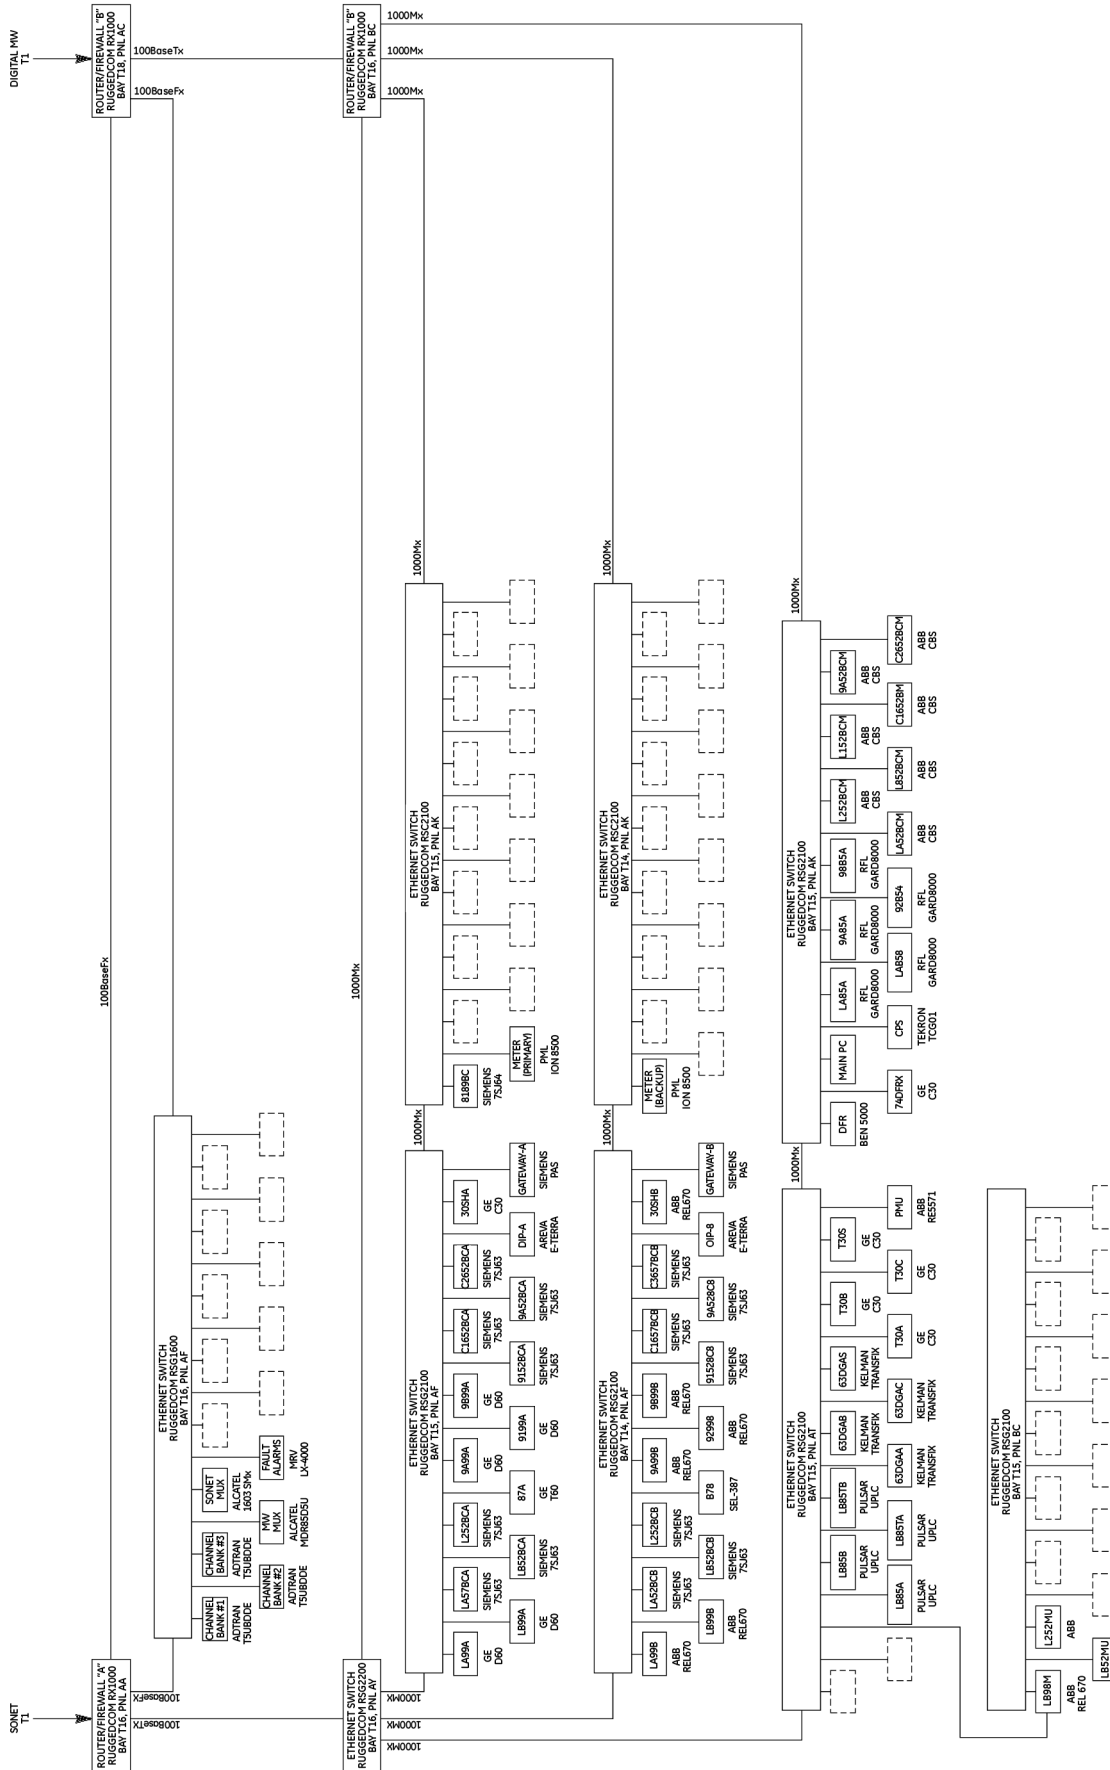 SONET
T1
DIGITAL MW
T1
ROUTER/FIREWALL "A"
RUGGEDCOM RX1000
BAY T16, PNL AA
100BaseFx
ROUTER/FIREWALL "B"
RUGGEDCOM RX1000
BAY T18, PNL AC
100BaseFX
100BaseTX
100BaseTx
100BaseFx
ETHERNET SWITCH
RUGGEDCOM RSG1600
BAY T16, PNL AF
CHANNEL
BANK #1
ADTRAN
T5UBDDE
CHANNEL
BANK #3
ADTRAN
T5UBDDE
SONET
MUX
ALCATEL
1603 SMx
CHANNEL
BANK #2
ADTRAN
T5UBDDE
MW
MUX
ALCATEL
MDR85D5U
FAULT
ALARMS
MRV
LX-4000
ETHERNET SWITCH
RUGGEDCOM RSG2200
BAY T16, PNL AY
1000Mx
ROUTER/FIREWALL "B"
RUGGEDCOM RX1000
BAY T16, PNL BC
1000MX
1000MX
1000MX
1000Mx
1000Mx
1000Mx
ETHERNET SWITCH
RUGGEDCOM RSG2100
BAY T15, PNL AF
1000Mx
ETHERNET SWITCH
RUGGEDCOM RSC2100
BAY T15, PNL AK
1000Mx
LA99A
GE
D60
LA57BCA
SIEMENS
7SJ63
L252BCA
SIEMENS
7SJ63
9A99A
GE
D60
9B99A
GE
D60
C1652BCA
SIEMENS
7SJ63
C2652BCA
SIEMENS
7SJ63
30SHA
GE
C30
8189BC
SIEMENS
7SJ64
LB99A
GE
D60
LB52BCA
SIEMENS
7SJ63
87A
GE
T60
9199A
GE
D60
9152BCA
SIEMENS
7SJ63
9A52BCA
SIEMENS
7SJ63
DIP-A
AREVA
E-TERRA
GATEWAY-A
SIEMENS
PAS
METER
(PRIMARY)
PML
ION 8500
ETHERNET SWITCH
RUGGEDCOM RSG2100
BAY T14, PNL AF
1000Mx
ETHERNET SWITCH
RUGGEDCOM RSC2100
BAY T14, PNL AK
1000Mx
LA99B
ABB
REL670
LA52BCB
SIEMENS
7SJ63
L252BCB
SIEMENS
7SJ63
9A99B
ABB
REL670
9B99B
ABB
REL670
C1657BCB
SIEMENS
7SJ63
C3657BCB
SIEMENS
7SJ63
30SHB
ABB
REL670
METER
(BACKUP)
PML
ION 8500
LB99B
ABB
REL670
LB52BCB
SIEMENS
7SJ63
B78
SEL-387
92998
ABB
REL670
91528C8
SIEMENS
7SJ63
9A528C8
SIEMENS
7SJ63
OIP-8
AREVA
E-TERRA
GATEWAY-B
SIEMENS
PAS
ETHERNET SWITCH
RUGGEDCOM RSG2100
BAY T15, PNL AT
1000Mx
ETHERNET SWITCH
RUGGEDCOM RSG2100
BAY T15, PNL AK
1000Mx
LB85B
PULSAR
UPLC
LB85TB
PULSAR
UPLC
63DGAB
KELMAN
TRANSFIX
63DGAS
KELMAN
TRANSFIX
T30B
GE
C30
T30S
GE
C30
DFR
BEN 5000
MAIN PC
LA85A
RFL
GARD8000
9A85A
RFL
GARD8000
98B5A
RFL
GARD8000
L252BCM
ABB
CBS
L152BCM
ABB
CBS
9A52BCM
ABB
CBS
LB85A
PULSAR
UPLC
LB85TA
PULSAR
UPLC
63DGAA
KELMAN
TRANSFIX
63DGAC
KELMAN
TRANSFIX
T30A
GE
C30
T30C
GE
C30
PMU
ABB
RE5571
74DFRX
GE
C30
CPS
TEKRON
TCG01
LAB58
RFL
GARD8000
92B54
RFL
GARD8000
LA52BCM
ABB
CBS
L852BCM
ABB
CBS
C1652BM
ABB
CBS
C2652BCM
ABB
CBS
ETHERNET SWITCH
RUGGEDCOM RSG2100
BAY T15, PNL BC
LB98M
ABB
REL 670
L252MU
ABB
LB52MU